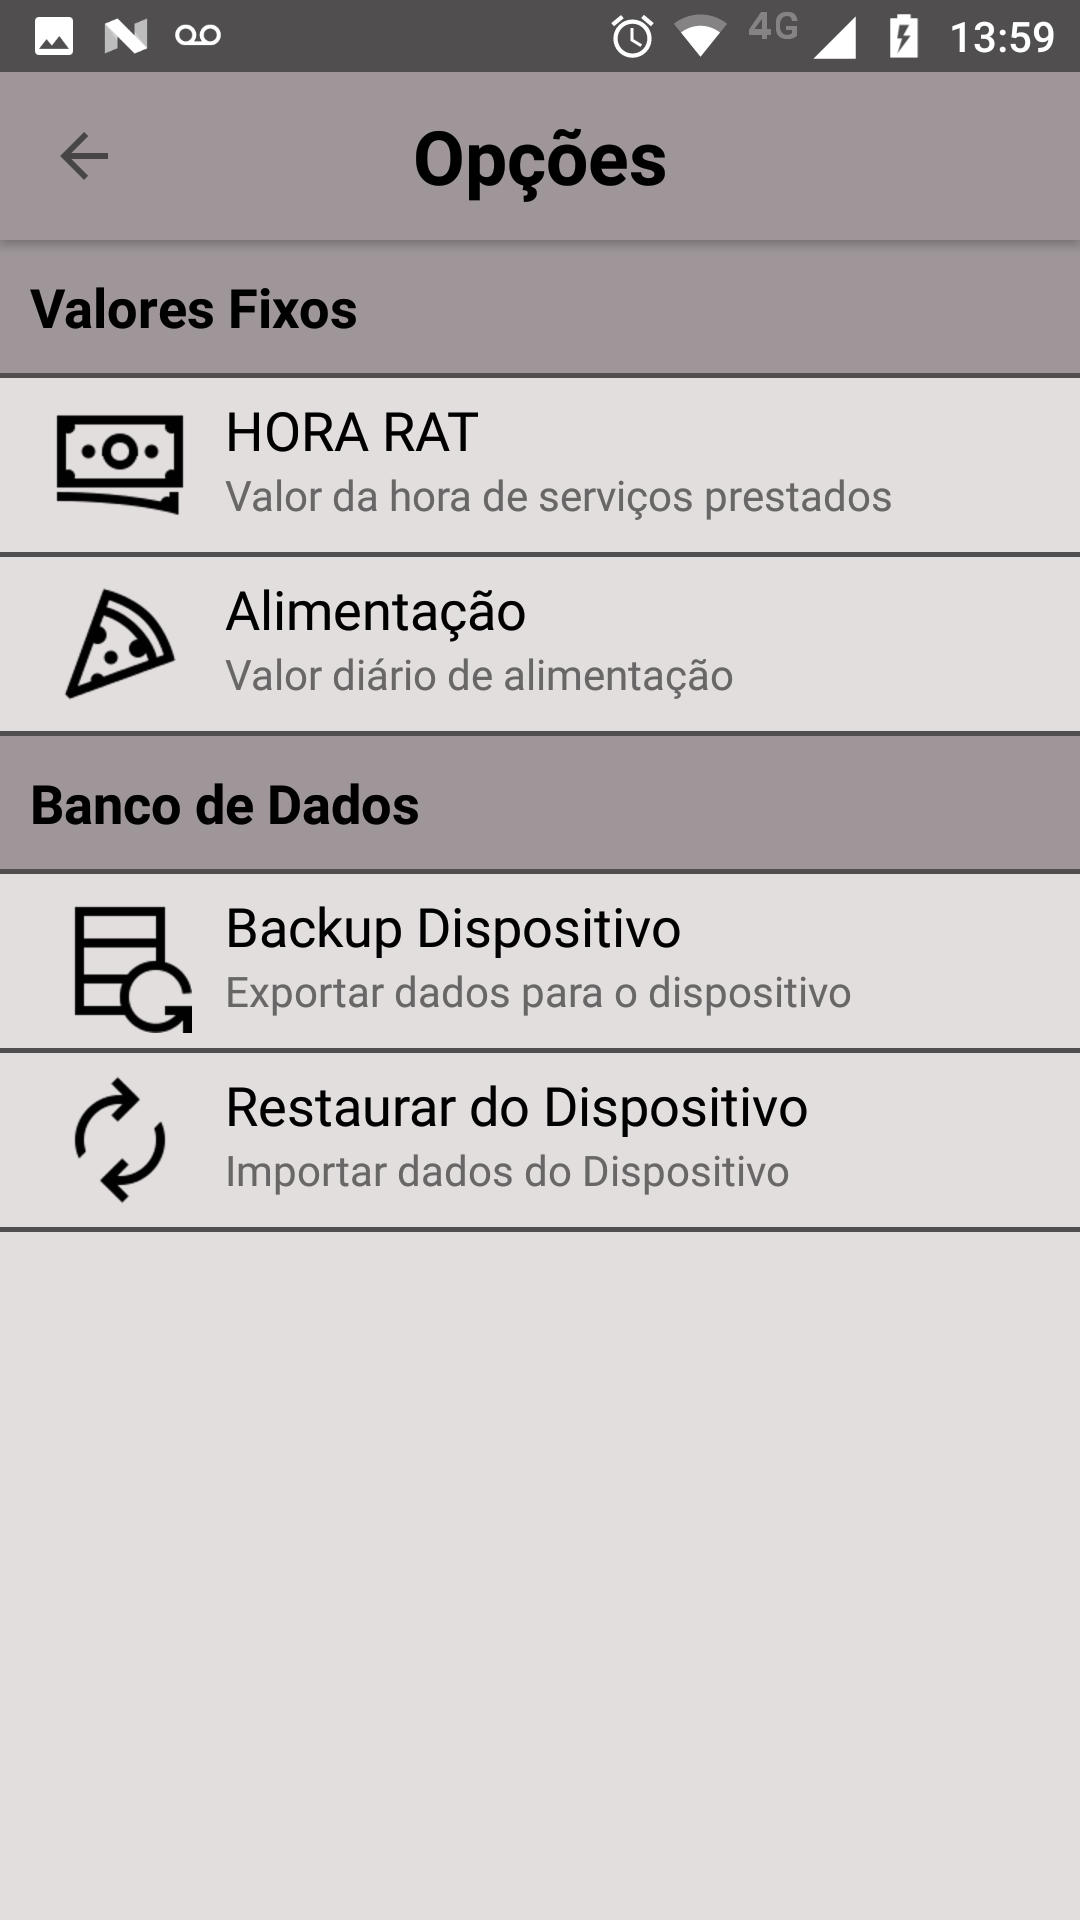 4G 13:59
Opções
Valores Fixos
HORA RAT
Valor da hora de serviços prestados
Alimentação
Valor diário de alimentação
Banco de Dados
Backup Dispositivo
Exportar dados para o dispositivo
Restaurar do Dispositivo
Importar dados do Dispositivo